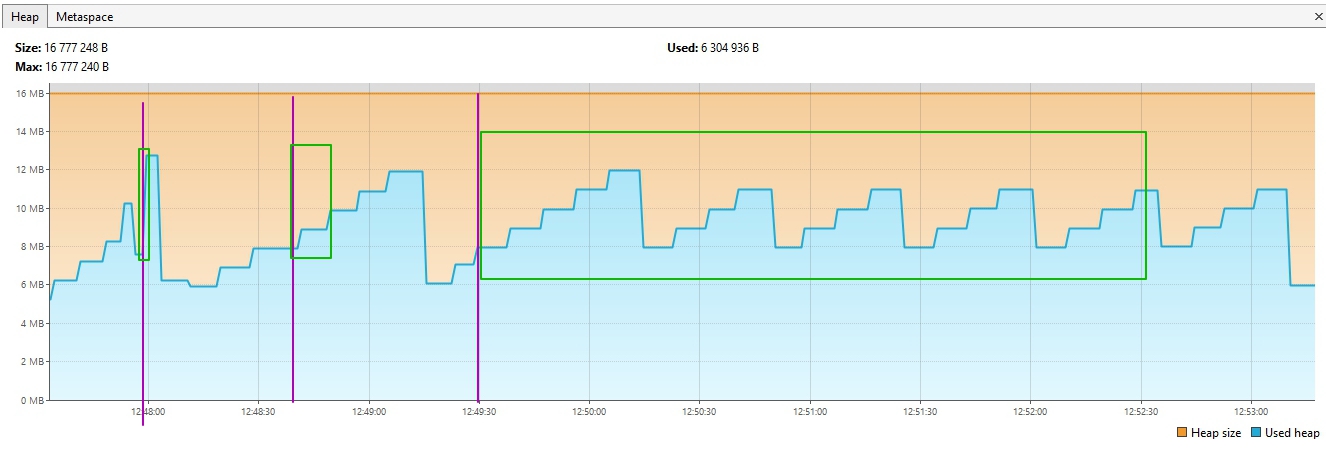 Heap Metaspace ×
Size: 16 777 248 B Used: 6 304 936 B
Max: 16 777 240 B
16 MB
14 MB
12 MB
10 MB
8 MB
6 MB
4 MB
2 MB
0 MB
12:48:00 12:48:30 12:49:00 12:49:30 12:50:00 12:50:30 12:51:00 12:51:30 12:52:00 12:52:30 12:53:00
Heap size Used heap